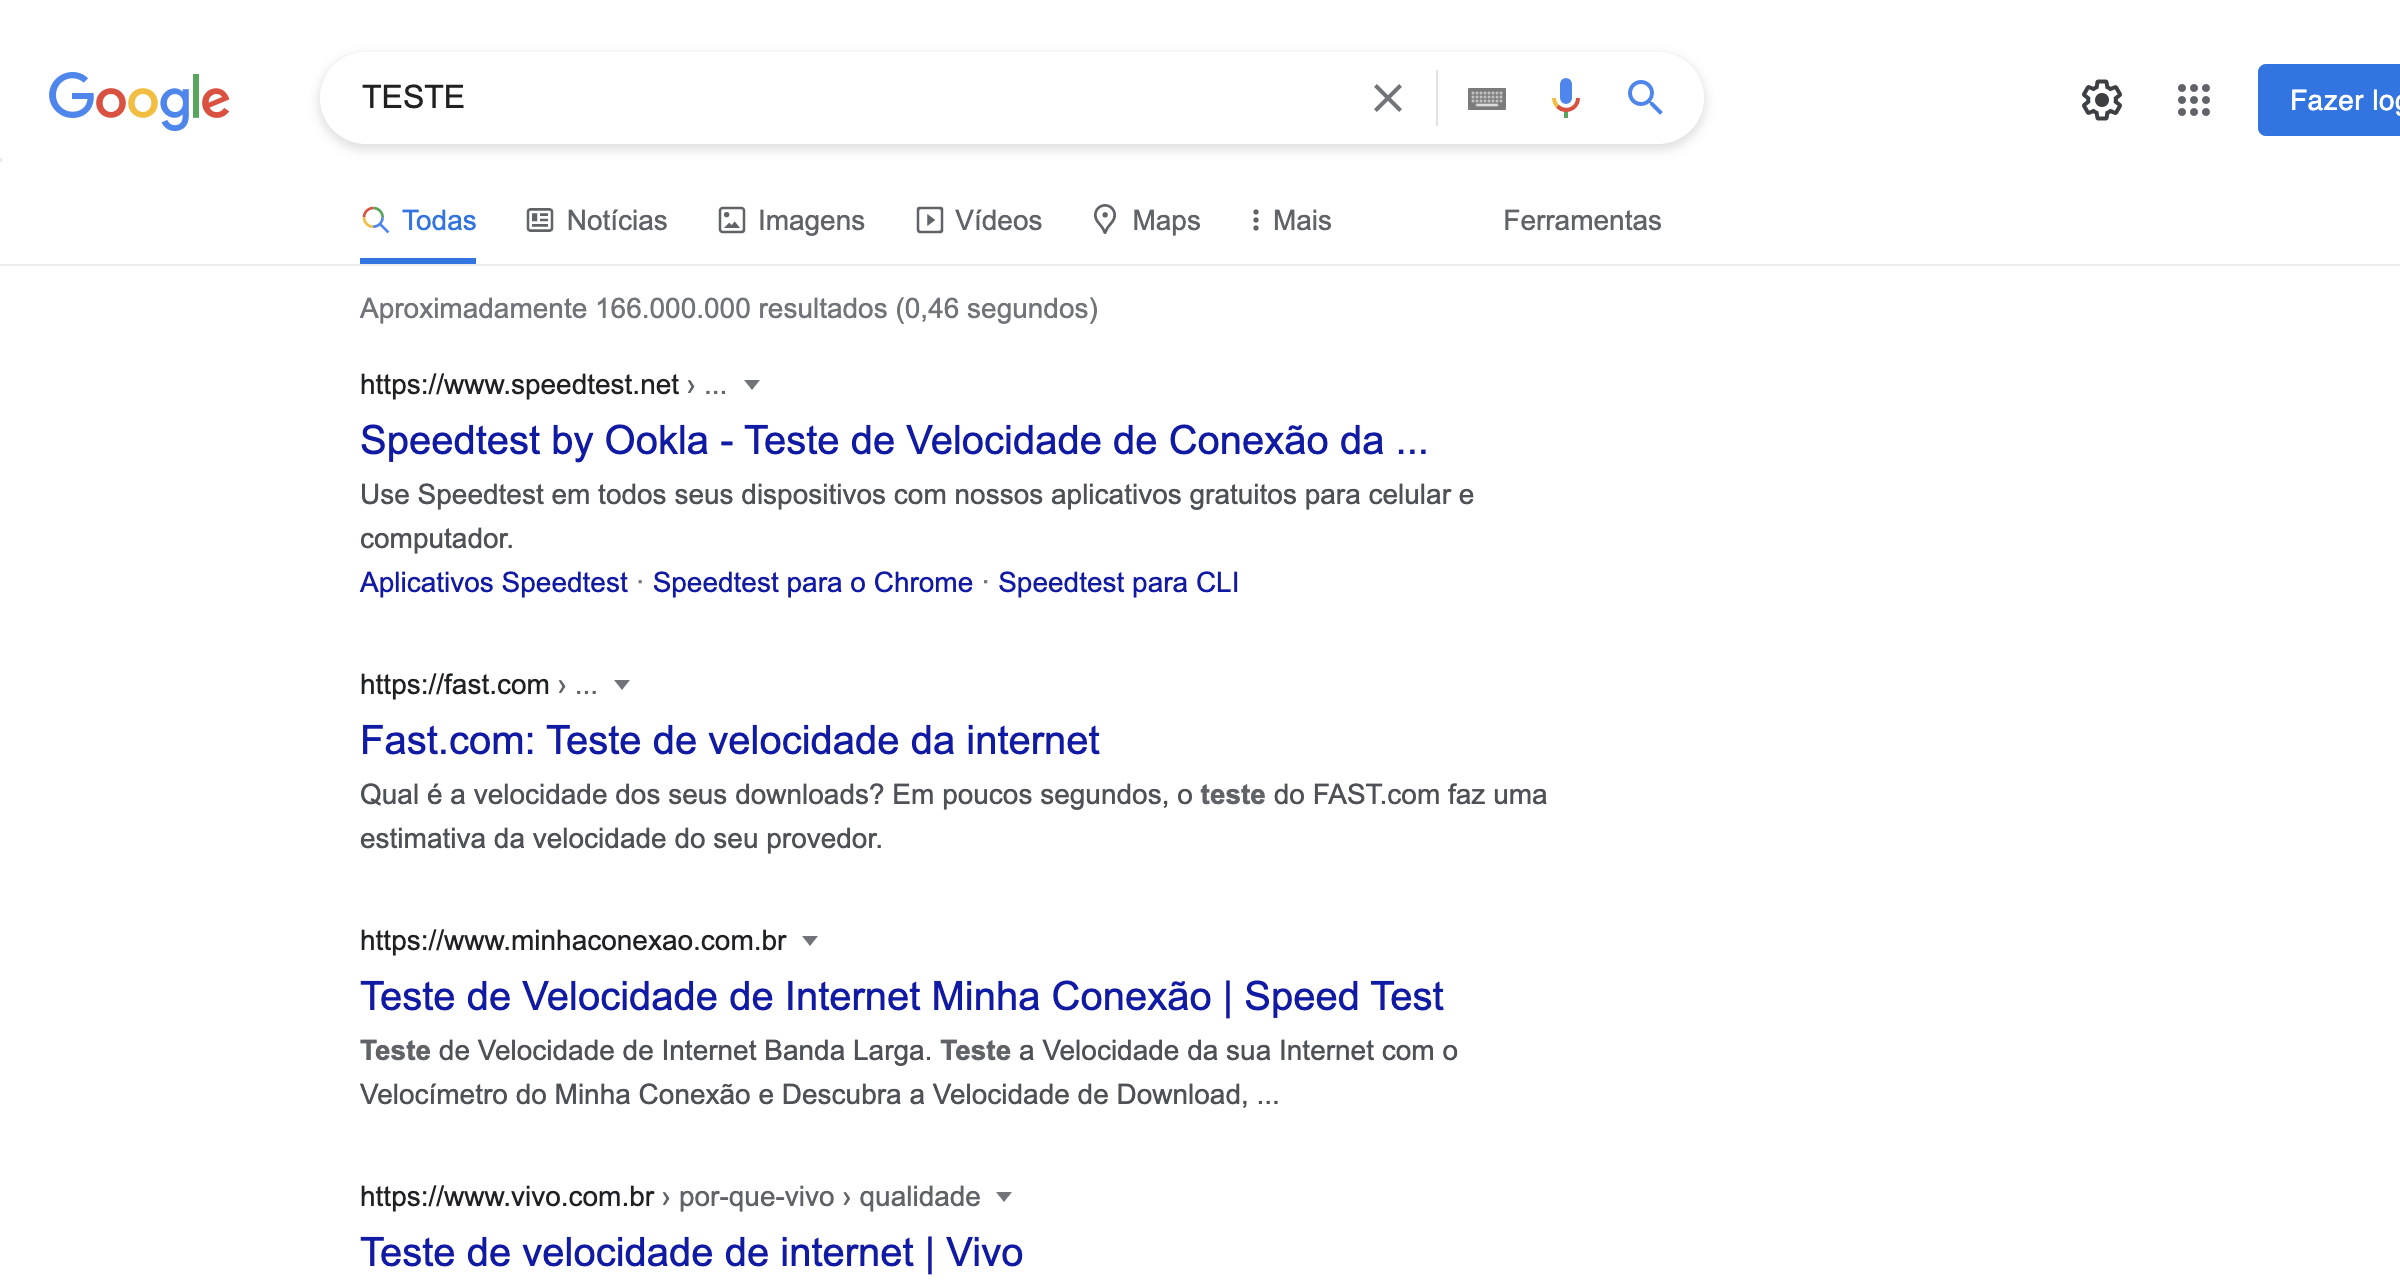 Google
TESTE
Fazer log
Todas
Notícias
Imagens
Vídeos
Maps
Mais
Ferramentas
Aproximadamente 166.000.000 resultados (0,46 segundos)
https://www.speedtest.net › ...
Speedtest by Ookla - Teste de Velocidade de Conexão da ...
Use Speedtest em todos seus dispositivos com nossos aplicativos gratuitos para celular e
computador.
Aplicativos Speedtest · Speedtest para o Chrome · Speedtest para CLI
https://fast.com › ...
Fast.com: Teste de velocidade da internet
Qual é a velocidade dos seus downloads? Em poucos segundos, o teste do FAST.com faz uma
estimativa da velocidade do seu provedor.
https://www.minhaconexao.com.br
Teste de Velocidade de Internet Minha Conexão | Speed Test
Teste de Velocidade de Internet Banda Larga. Teste a Velocidade da sua Internet com o
Velocímetro do Minha Conexão e Descubra a Velocidade de Download, ...
https://www.vivo.com.br › por-que-vivo › qualidade
Teste de velocidade de internet | Vivo